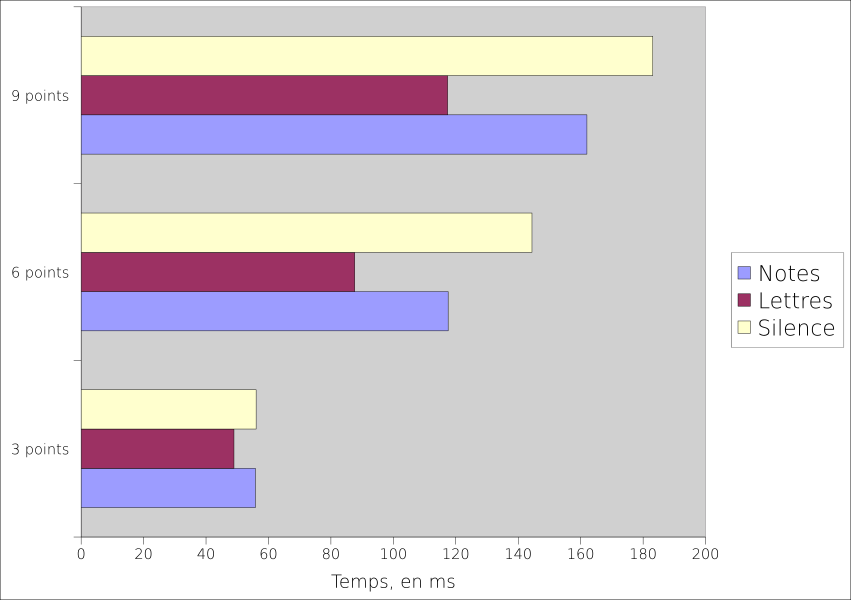 9 points
6 points
3 points
0 20 40 60 80 100 120 140 160 180 200
Temps, en ms
Notes
Lettres
Silence